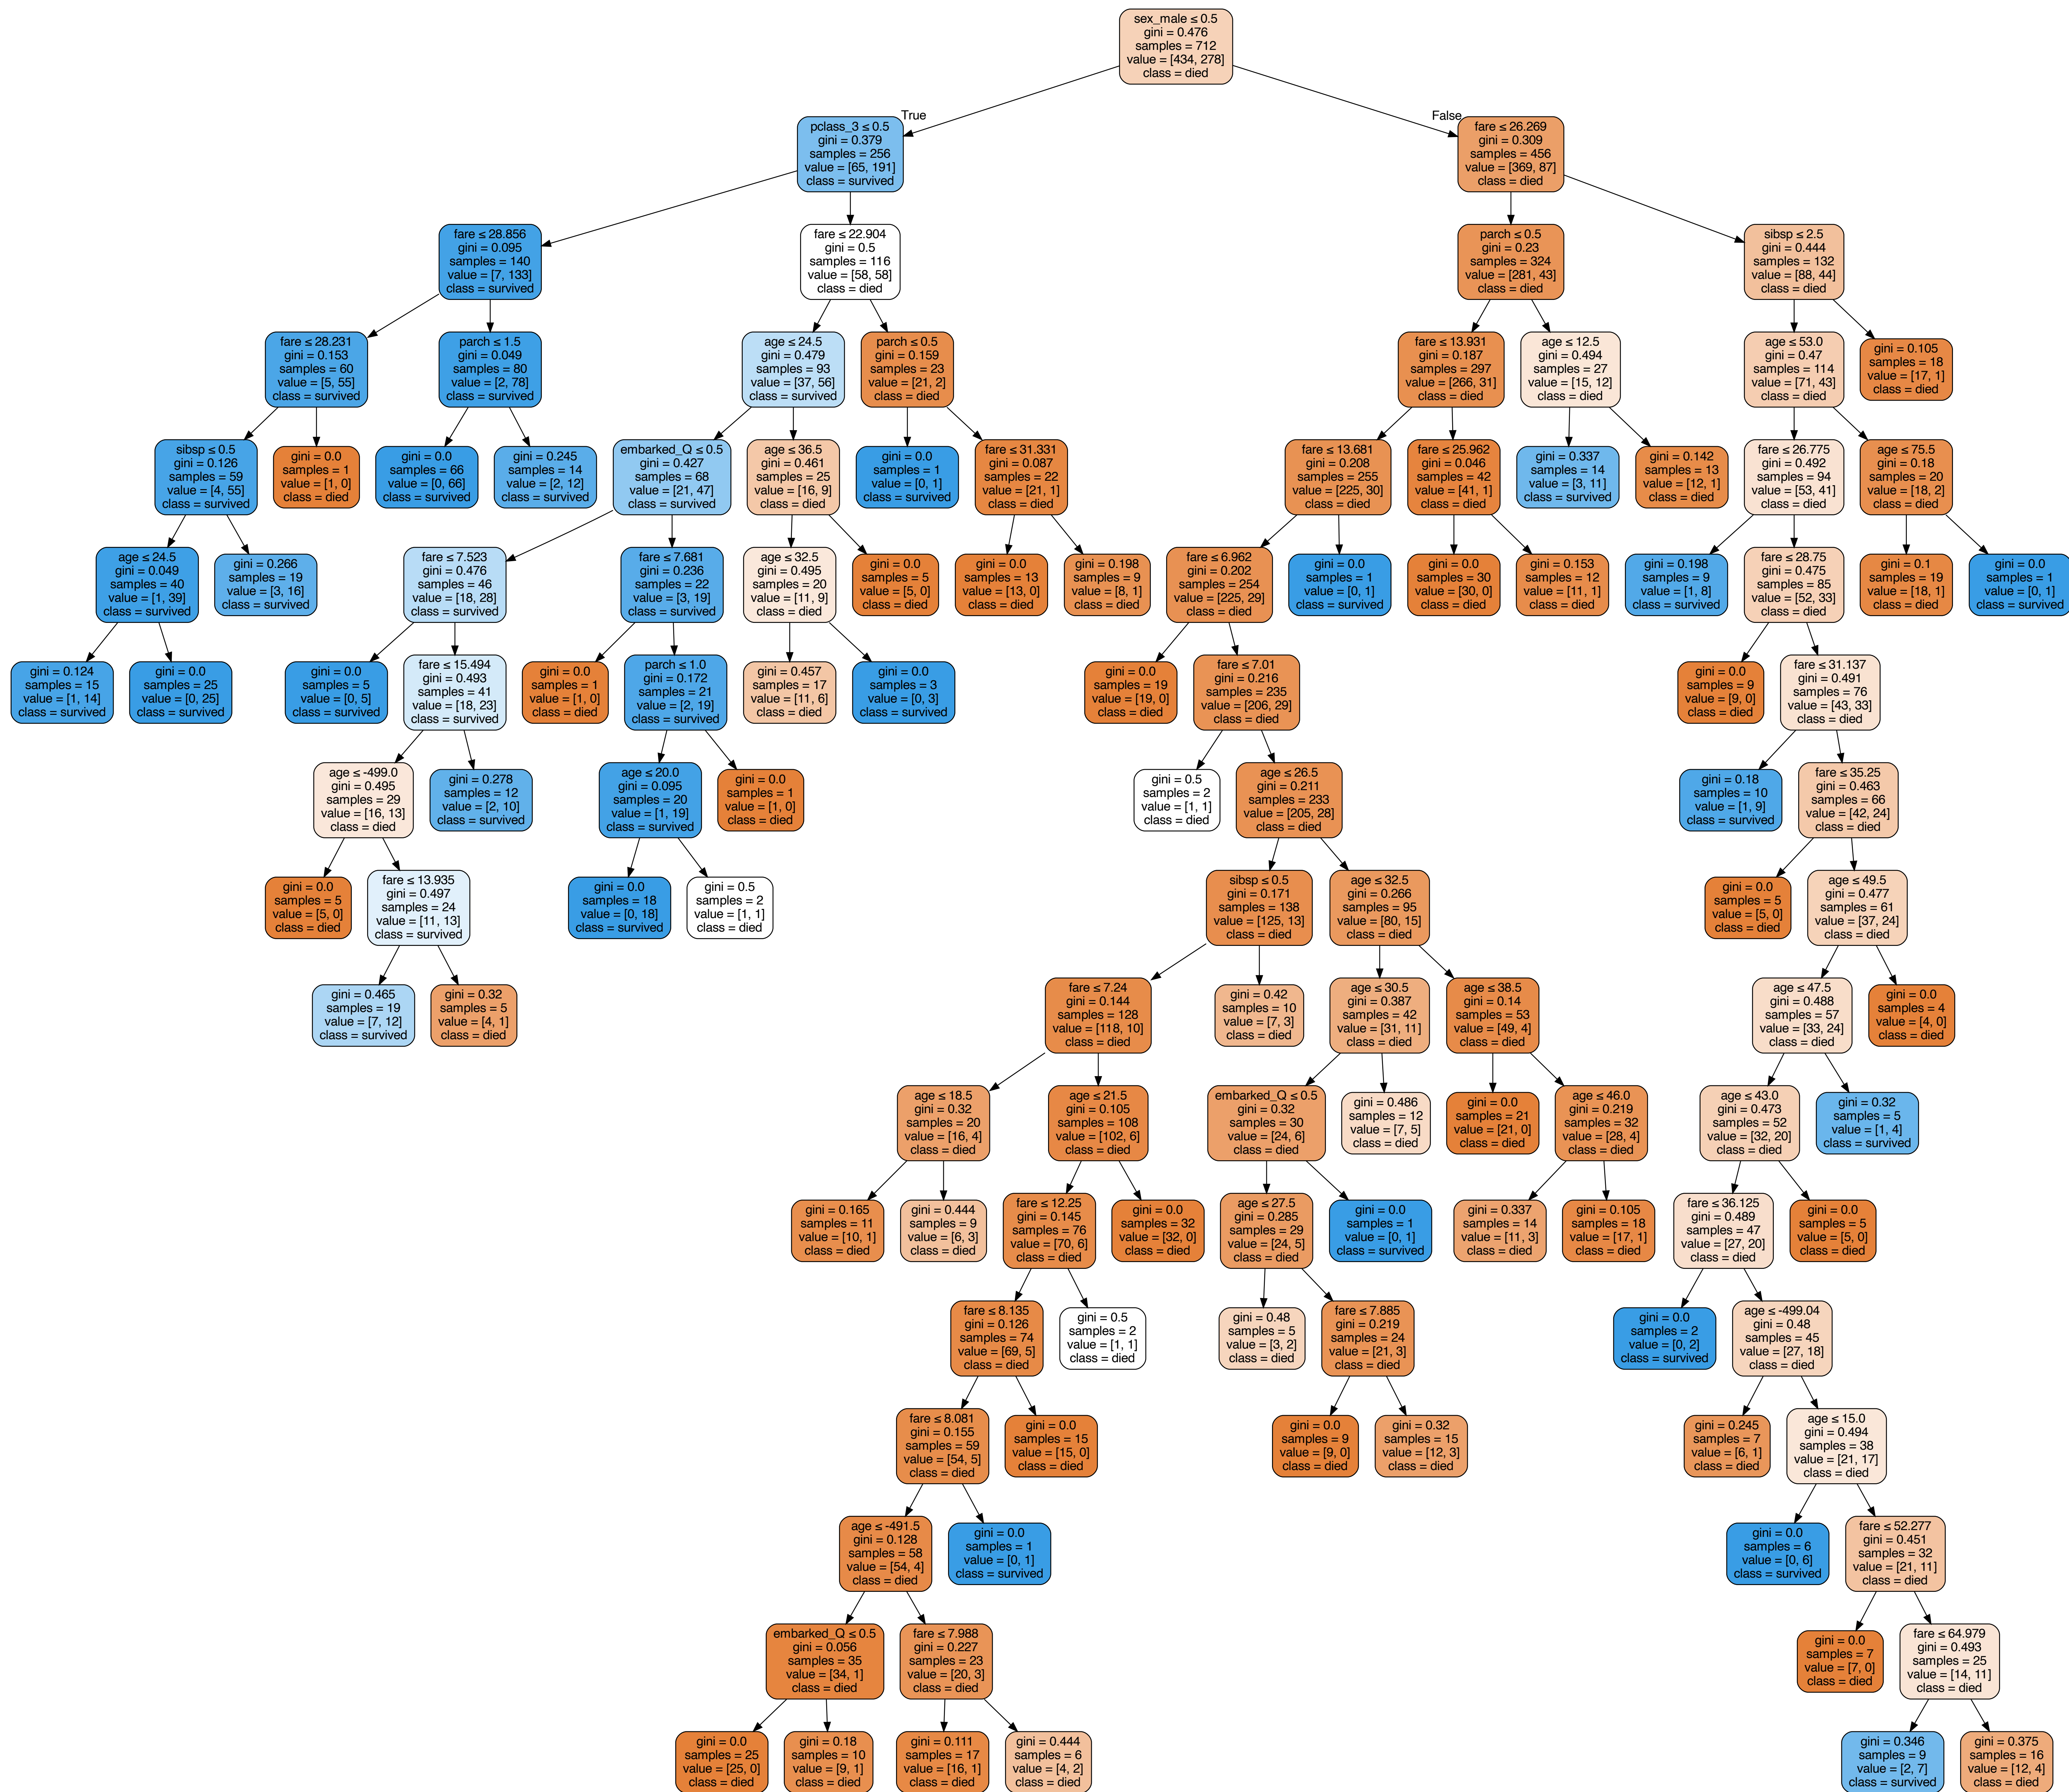 sex_male ≤ 0.5
gini = 0.476
samples = 712
value = [434, 278]
class = died
True
False
pclass_3 ≤ 0.5
gini = 0.379
samples = 256
value = [65, 191]
class = survived
fare ≤ 26.269
gini = 0.309
samples = 456
value = [369, 87]
class = died
fare ≤ 28.856
gini = 0.095
samples = 140
value = [7, 133]
class = survived
fare ≤ 22.904
gini = 0.5
samples = 116
value = [58, 58]
class = died
parch ≤ 0.5
gini = 0.23
samples = 324
value = [281, 43]
class = died
sibsp ≤ 2.5
gini = 0.444
samples = 132
value = [88, 44]
class = died
fare ≤ 28.231
gini = 0.153
samples = 60
value = [5, 55]
class = survived
parch ≤ 1.5
gini = 0.049
samples = 80
value = [2, 78]
class = survived
age ≤ 24.5
gini = 0.479
samples = 93
value = [37, 56]
class = survived
parch ≤ 0.5
gini = 0.159
samples = 23
value = [21, 2]
class = died
fare ≤ 13.931
gini = 0.187
samples = 297
value = [266, 31]
class = died
age ≤ 12.5
gini = 0.494
samples = 27
value = [15, 12]
class = died
age ≤ 53.0
gini = 0.47
samples = 114
value = [71, 43]
class = died
gini = 0.105
samples = 18
value = [17, 1]
class = died
sibsp ≤ 0.5
gini = 0.126
samples = 59
value = [4, 55]
class = survived
gini = 0.0
samples = 1
value = [1, 0]
class = died
gini = 0.0
samples = 66
value = [0, 66]
class = survived
gini = 0.245
samples = 14
value = [2, 12]
class = survived
embarked_Q ≤ 0.5
gini = 0.427
samples = 68
value = [21, 47]
class = survived
age ≤ 36.5
gini = 0.461
samples = 25
value = [16, 9]
class = died
gini = 0.0
samples = 1
value = [0, 1]
class = survived
fare ≤ 31.331
gini = 0.087
samples = 22
value = [21, 1]
class = died
fare ≤ 13.681
gini = 0.208
samples = 255
value = [225, 30]
class = died
fare ≤ 25.962
gini = 0.046
samples = 42
value = [41, 1]
class = died
gini = 0.337
samples = 14
value = [3, 11]
class = survived
gini = 0.142
samples = 13
value = [12, 1]
class = died
fare ≤ 26.775
gini = 0.492
samples = 94
value = [53, 41]
class = died
age ≤ 75.5
gini = 0.18
samples = 20
value = [18, 2]
class = died
age ≤ 24.5
gini = 0.049
samples = 40
value = [1, 39]
class = survived
gini = 0.266
samples = 19
value = [3, 16]
class = survived
fare ≤ 7.523
gini = 0.476
samples = 46
value = [18, 28]
class = survived
fare ≤ 7.681
gini = 0.236
samples = 22
value = [3, 19]
class = survived
age ≤ 32.5
gini = 0.495
samples = 20
value = [11, 9]
class = died
gini = 0.0
samples = 5
value = [5, 0]
class = died
gini = 0.0
samples = 13
value = [13, 0]
class = died
gini = 0.198
samples = 9
value = [8, 1]
class = died
fare ≤ 6.962
gini = 0.202
samples = 254
value = [225, 29]
class = died
gini = 0.0
samples = 1
value = [0, 1]
class = survived
gini = 0.0
samples = 30
value = [30, 0]
class = died
gini = 0.153
samples = 12
value = [11, 1]
class = died
gini = 0.198
samples = 9
value = [1, 8]
class = survived
fare ≤ 28.75
gini = 0.475
samples = 85
value = [52, 33]
class = died
gini = 0.1
samples = 19
value = [18, 1]
class = died
gini = 0.0
samples = 1
value = [0, 1]
class = survived
gini = 0.124
samples = 15
value = [1, 14]
class = survived
gini = 0.0
samples = 25
value = [0, 25]
class = survived
gini = 0.0
samples = 5
value = [0, 5]
class = survived
fare ≤ 15.494
gini = 0.493
samples = 41
value = [18, 23]
class = survived
gini = 0.0
samples = 1
value = [1, 0]
class = died
parch ≤ 1.0
gini = 0.172
samples = 21
value = [2, 19]
class = survived
gini = 0.457
samples = 17
value = [11, 6]
class = died
gini = 0.0
samples = 3
value = [0, 3]
class = survived
gini = 0.0
samples = 19
value = [19, 0]
class = died
fare ≤ 7.01
gini = 0.216
samples = 235
value = [206, 29]
class = died
gini = 0.0
samples = 9
value = [9, 0]
class = died
fare ≤ 31.137
gini = 0.491
samples = 76
value = [43, 33]
class = died
age ≤ -499.0
gini = 0.495
samples = 29
value = [16, 13]
class = died
gini = 0.278
samples = 12
value = [2, 10]
class = survived
age ≤ 20.0
gini = 0.095
samples = 20
value = [1, 19]
class = survived
gini = 0.0
samples = 1
value = [1, 0]
class = died
gini = 0.5
samples = 2
value = [1, 1]
class = died
age ≤ 26.5
gini = 0.211
samples = 233
value = [205, 28]
class = died
gini = 0.18
samples = 10
value = [1, 9]
class = survived
fare ≤ 35.25
gini = 0.463
samples = 66
value = [42, 24]
class = died
gini = 0.0
samples = 5
value = [5, 0]
class = died
fare ≤ 13.935
gini = 0.497
samples = 24
value = [11, 13]
class = survived
gini = 0.0
samples = 18
value = [0, 18]
class = survived
gini = 0.5
samples = 2
value = [1, 1]
class = died
sibsp ≤ 0.5
gini = 0.171
samples = 138
value = [125, 13]
class = died
age ≤ 32.5
gini = 0.266
samples = 95
value = [80, 15]
class = died
gini = 0.0
samples = 5
value = [5, 0]
class = died
age ≤ 49.5
gini = 0.477
samples = 61
value = [37, 24]
class = died
gini = 0.465
samples = 19
value = [7, 12]
class = survived
gini = 0.32
samples = 5
value = [4, 1]
class = died
fare ≤ 7.24
gini = 0.144
samples = 128
value = [118, 10]
class = died
gini = 0.42
samples = 10
value = [7, 3]
class = died
age ≤ 30.5
gini = 0.387
samples = 42
value = [31, 11]
class = died
age ≤ 38.5
gini = 0.14
samples = 53
value = [49, 4]
class = died
age ≤ 47.5
gini = 0.488
samples = 57
value = [33, 24]
class = died
gini = 0.0
samples = 4
value = [4, 0]
class = died
age ≤ 18.5
gini = 0.32
samples = 20
value = [16, 4]
class = died
age ≤ 21.5
gini = 0.105
samples = 108
value = [102, 6]
class = died
embarked_Q ≤ 0.5
gini = 0.32
samples = 30
value = [24, 6]
class = died
gini = 0.486
samples = 12
value = [7, 5]
class = died
gini = 0.0
samples = 21
value = [21, 0]
class = died
age ≤ 46.0
gini = 0.219
samples = 32
value = [28, 4]
class = died
age ≤ 43.0
gini = 0.473
samples = 52
value = [32, 20]
class = died
gini = 0.32
samples = 5
value = [1, 4]
class = survived
gini = 0.165
samples = 11
value = [10, 1]
class = died
gini = 0.444
samples = 9
value = [6, 3]
class = died
fare ≤ 12.25
gini = 0.145
samples = 76
value = [70, 6]
class = died
gini = 0.0
samples = 32
value = [32, 0]
class = died
age ≤ 27.5
gini = 0.285
samples = 29
value = [24, 5]
class = died
gini = 0.0
samples = 1
value = [0, 1]
class = survived
gini = 0.337
samples = 14
value = [11, 3]
class = died
gini = 0.105
samples = 18
value = [17, 1]
class = died
fare ≤ 36.125
gini = 0.489
samples = 47
value = [27, 20]
class = died
gini = 0.0
samples = 5
value = [5, 0]
class = died
fare ≤ 8.135
gini = 0.126
samples = 74
value = [69, 5]
class = died
gini = 0.5
samples = 2
value = [1, 1]
class = died
gini = 0.48
samples = 5
value = [3, 2]
class = died
fare ≤ 7.885
gini = 0.219
samples = 24
value = [21, 3]
class = died
gini = 0.0
samples = 2
value = [0, 2]
class = survived
age ≤ -499.04
gini = 0.48
samples = 45
value = [27, 18]
class = died
fare ≤ 8.081
gini = 0.155
samples = 59
value = [54, 5]
class = died
gini = 0.0
samples = 15
value = [15, 0]
class = died
gini = 0.0
samples = 9
value = [9, 0]
class = died
gini = 0.32
samples = 15
value = [12, 3]
class = died
gini = 0.245
samples = 7
value = [6, 1]
class = died
age ≤ 15.0
gini = 0.494
samples = 38
value = [21, 17]
class = died
age ≤ -491.5
gini = 0.128
samples = 58
value = [54, 4]
class = died
gini = 0.0
samples = 1
value = [0, 1]
class = survived
gini = 0.0
samples = 6
value = [0, 6]
class = survived
fare ≤ 52.277
gini = 0.451
samples = 32
value = [21, 11]
class = died
embarked_Q ≤ 0.5
gini = 0.056
samples = 35
value = [34, 1]
class = died
fare ≤ 7.988
gini = 0.227
samples = 23
value = [20, 3]
class = died
gini = 0.0
samples = 7
value = [7, 0]
class = died
fare ≤ 64.979
gini = 0.493
samples = 25
value = [14, 11]
class = died
gini = 0.0
samples = 25
value = [25, 0]
class = died
gini = 0.18
samples = 10
value = [9, 1]
class = died
gini = 0.111
samples = 17
value = [16, 1]
class = died
gini = 0.444
samples = 6
value = [4, 2]
class = died
gini = 0.346
samples = 9
value = [2, 7]
class = survived
gini = 0.375
samples = 16
value = [12, 4]
class = died